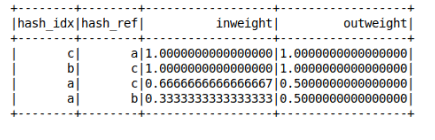 +--------+--------+------------------+------------------+
|hash_idx|hash_ref|          inweight|         outweight|
+--------+--------+------------------+------------------+
|       c|       a|1.0000000000000000|1.0000000000000000|
|       b|       c|1.0000000000000000|1.0000000000000000|
|       a|       c|0.6666666666666667|0.5000000000000000|
|       a|       b|0.3333333333333333|0.5000000000000000|
+--------+--------+------------------+------------------+